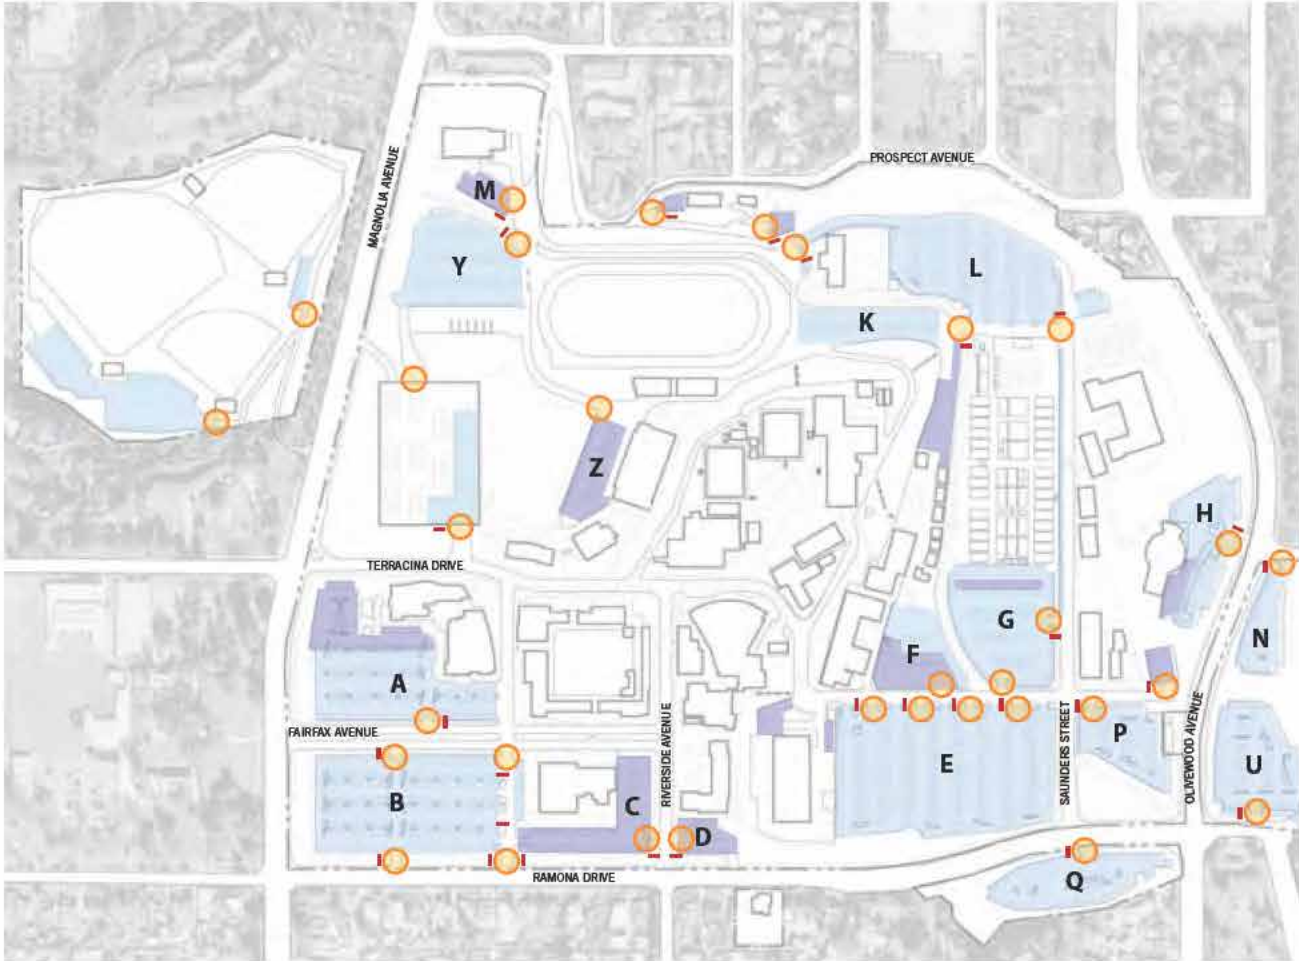 PROSPECT AVENUE
MAGNOLIA AVENUE
M
Y
L
K
Z
H
TERRACINA DRIVE
G
N
F
A
FAIRFAX AVENUE
RIVERSIDE AVENUE
SAUNDERS STREET
OLIVEWOOD AVENUE
P
E
U
B
C
D
RAMONA DRIVE
Q